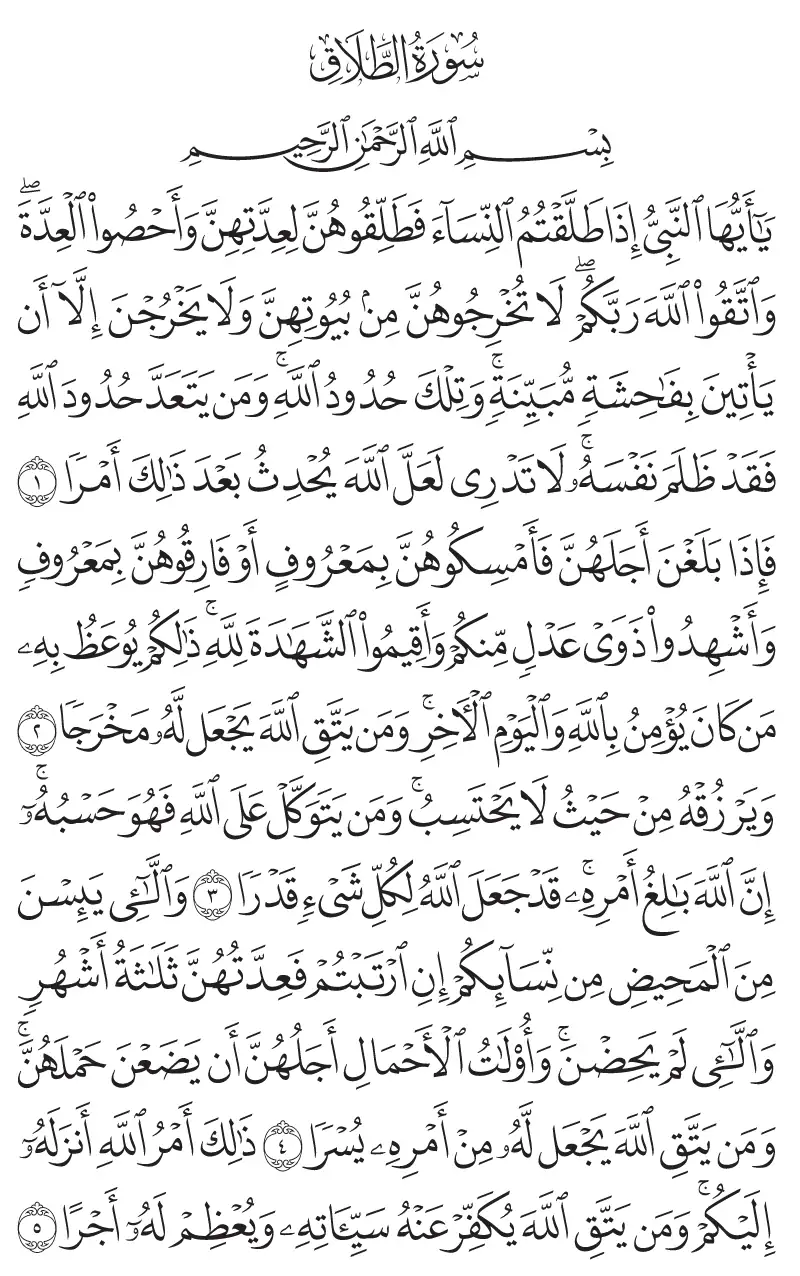 سُورَةُ الطَّلَاقِ
بِسْمِ ٱللَّهِ ٱلرَّحْمَٰنِ ٱلرَّحِيمِ
يَٰٓأَيُّهَا ٱلنَّبِىُّ إِذَا طَلَّقْتُمُ ٱلنِّسَآءَ فَطَلِّقُوهُنَّ لِعِدَّتِهِنَّ وَأَحْصُوا۟ ٱلْعِدَّةَ ۖ
وَٱتَّقُوا۟ ٱللَّهَ رَبَّكُمْ ۖ لَا تُخْرِجُوهُنَّ مِنۢ بُيُوتِهِنَّ وَلَا يَخْرُجْنَ إِلَّآ أَن
يَأْتِينَ بِفَٰحِشَةٍ مُّبَيِّنَةٍ ۚ وَتِلْكَ حُدُودُ ٱللَّهِ ۚ وَمَن يَتَعَدَّ حُدُودَ ٱللَّهِ
فَقَدْ ظَلَمَ نَفْسَهُۥ ۚ لَا تَدْرِى لَعَلَّ ٱللَّهَ يُحْدِثُ بَعْدَ ذَٰلِكَ أَمْرًا ١
فَإِذَا بَلَغْنَ أَجَلَهُنَّ فَأَمْسِكُوهُنَّ بِمَعْرُوفٍ أَوْ فَارِقُوهُنَّ بِمَعْرُوفٍ
وَأَشْهِدُوا۟ ذَوَىْ عَدْلٍ مِّنكُمْ وَأَقِيمُوا۟ ٱلشَّهَٰدَةَ لِلَّهِ ۚ ذَٰلِكُمْ يُوعَظُ بِهِۦ
مَن كَانَ يُؤْمِنُ بِٱللَّهِ وَٱلْيَوْمِ ٱلْءَاخِرِ ۚ وَمَن يَتَّقِ ٱللَّهَ يَجْعَل لَّهُۥ مَخْرَجًا ٢
وَيَرْزُقْهُ مِنْ حَيْثُ لَا يَحْتَسِبُ ۚ وَمَن يَتَوَكَّلْ عَلَى ٱللَّهِ فَهُوَ حَسْبُهُۥٓ ۚ
إِنَّ ٱللَّهَ بَٰلِغُ أَمْرِهِۦ ۚ قَدْ جَعَلَ ٱللَّهُ لِكُلِّ شَىْءٍ قَدْرًا ٣ وَٱلَّٰٓـِٔى يَئِسْنَ
مِنَ ٱلْمَحِيضِ مِن نِّسَآئِكُمْ إِنِ ٱرْتَبْتُمْ فَعِدَّتُهُنَّ ثَلَٰثَةُ أَشْهُرٍ
وَٱلَّٰٓـِٔى لَمْ يَحِضْنَ ۚ وَأُو۟لَٰتُ ٱلْأَحْمَالِ أَجَلُهُنَّ أَن يَضَعْنَ حَمْلَهُنَّ ۚ
وَمَن يَتَّقِ ٱللَّهَ يَجْعَل لَّهُۥ مِنْ أَمْرِهِۦ يُسْرًا ٤ ذَٰلِكَ أَمْرُ ٱللَّهِ أَنزَلَهُۥٓ
إِلَيْكُمْ ۚ وَمَن يَتَّقِ ٱللَّهَ يُكَفِّرْ عَنْهُ سَيِّـَٔاتِهِۦ وَيُعْظِمْ لَهُۥٓ أَجْرًا ٥